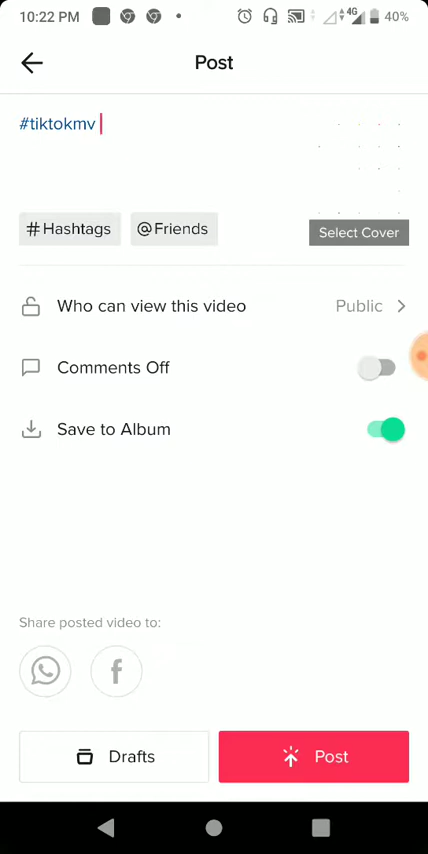 10:22 PM 4G 40%
Post
#tiktokmv
#Hashtags @Friends Select Cover
Who can view this video Public
Comments Off
Save to Album
Share posted video to:
Drafts Post